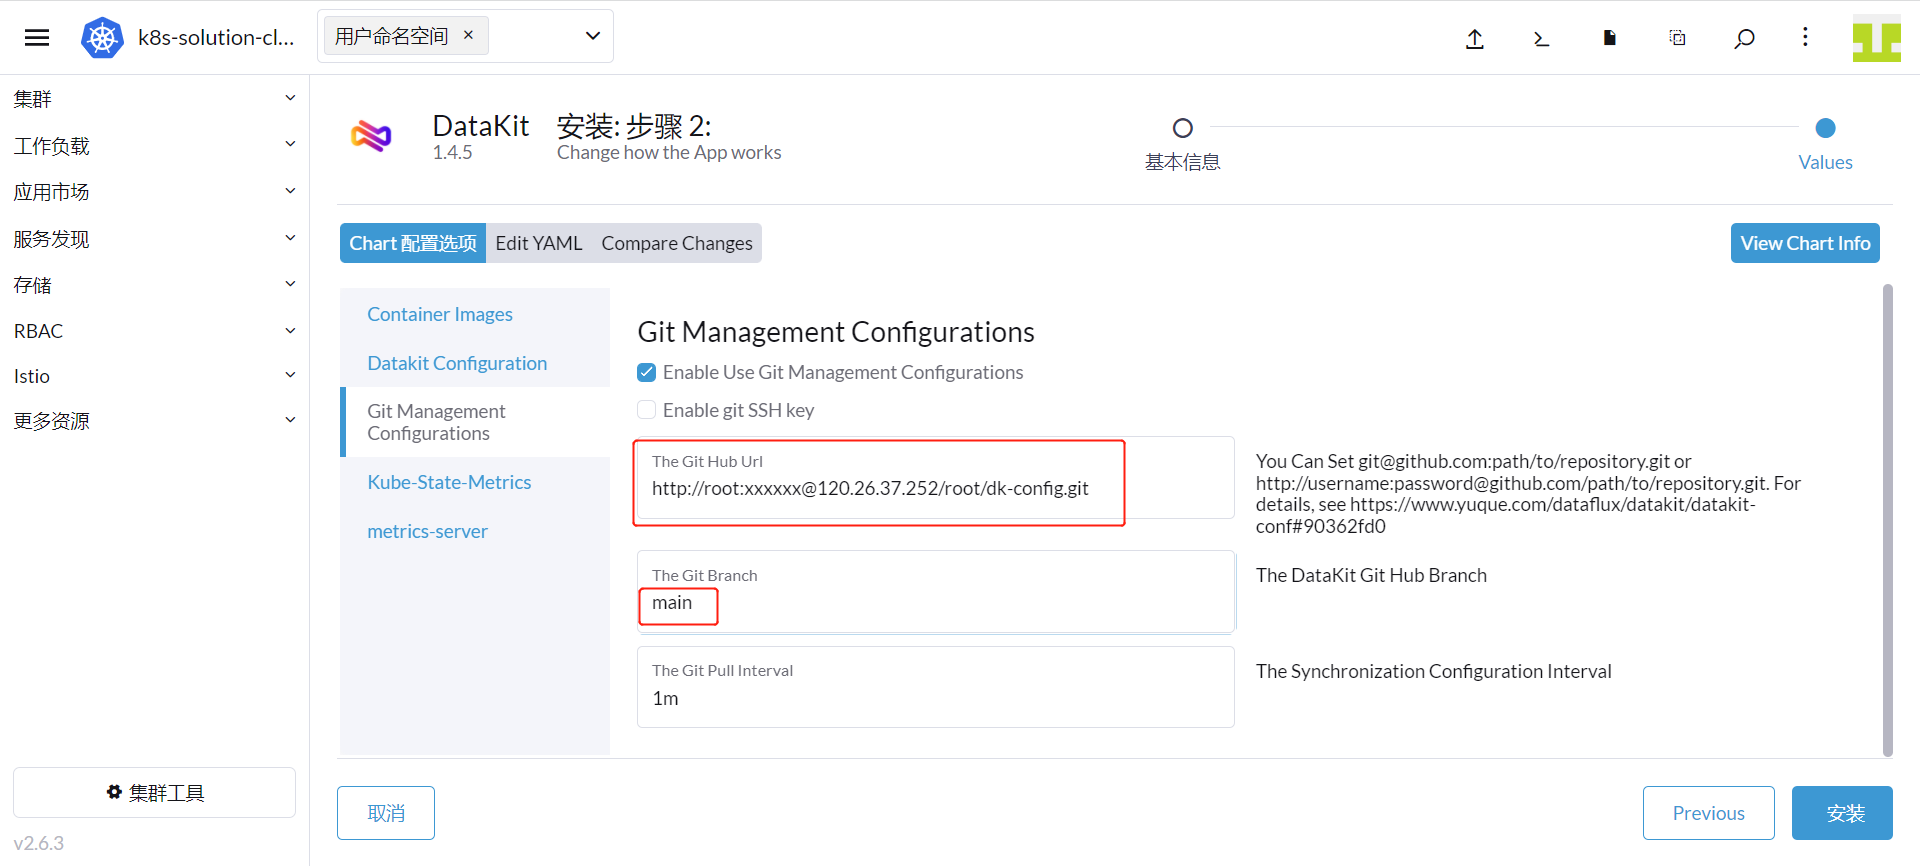 k8s-solution-cl...
用户命名空间 ×
集群
工作负载
应用市场
服务发现
存储
RBAC
Istio
更多资源
集群工具
v2.6.3
DataKit
1.4.5
安装: 步骤 2:
Change how the App works
基本信息
Values
Chart 配置选项
Edit YAML
Compare Changes
View Chart Info
Container Images
Datakit Configuration
Git Management
Configurations
Kube-State-Metrics
metrics-server
Git Management Configurations
Enable Use Git Management Configurations
Enable git SSH key
The Git Hub Url
http://root:xxxxxx@120.26.37.252/root/dk-config.git
You Can Set git@github.com:path/to/repository.git or
http://username:password@github.com/path/to/repository.git. For
details, see https://www.yuque.com/dataflux/datakit/datakit-
conf#90362fd0
The Git Branch
main
The DataKit Git Hub Branch
The Git Pull Interval
1m
The Synchronization Configuration Interval
取消
Previous
安装